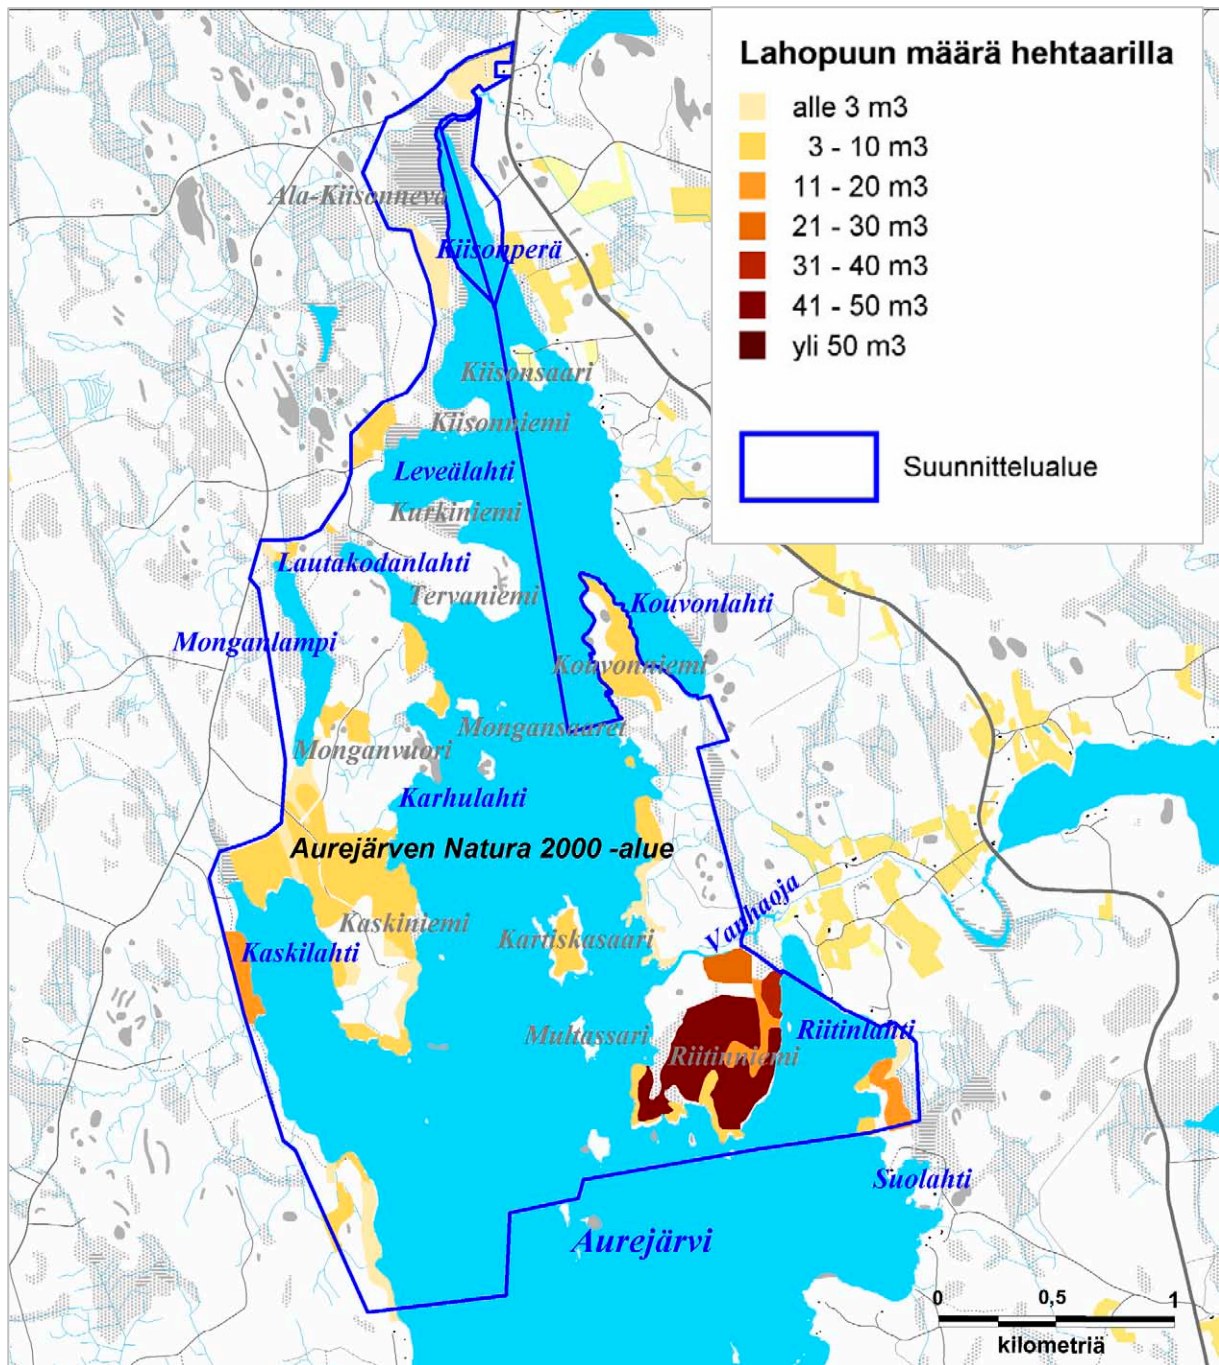 Lahopuun määrä hehtaarilla
alle 3 m3
3 - 10 m3
11 - 20 m3
21 - 30 m3
31 - 40 m3
41 - 50 m3
yli 50 m3
Suunnittelualue
Ala-Kiisonneva
Kiisonperä
Kiisonsaari
Kiisonniemi
Leveälahti
Kurkiniemi
Lautakodanlahti
Tervaniemi
Kouvonlahti
Monganlampi
Kouvonniemi
Mongansaaret
Monganvuori
Karhulahti
Aurejärven Natura 2000 -alue
Vanhaoja
Kaskiniemi
Kartiskasaari
Kaskilahti
Multassari
Riitinlahti
Riitinniemi
Suolahti
Aurejärvi
0 0,5 1
kilometriä